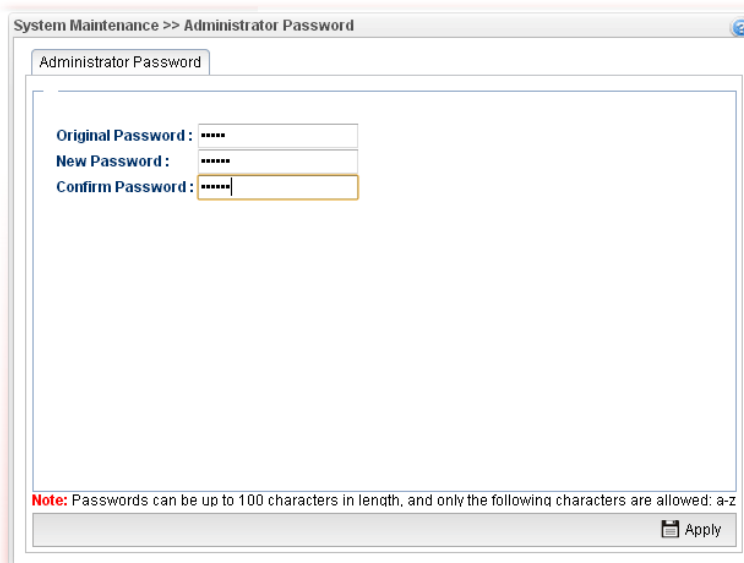 System Maintenance >> Administrator Password
Administrator Password
Original Password : •••••
New Password : ••••••
Confirm Password : ••••••
Note: Passwords can be up to 100 characters in length, and only the following characters are allowed: a-z
Apply